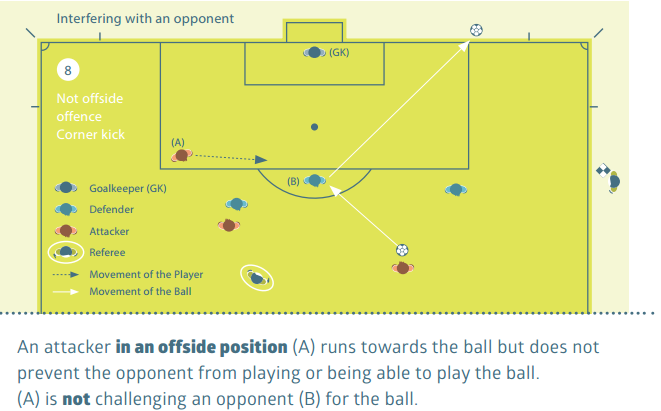 Interfering with an opponent
(GK)
8
Not offside
offence
Corner kick
(A)
(B)
Goalkeeper (GK)
Defender
Attacker
Referee
Movement of the Player
Movement of the Ball
An attacker in an offside position (A) runs towards the ball but does not
prevent the opponent from playing or being able to play the ball.
(A) is not challenging an opponent (B) for the ball.